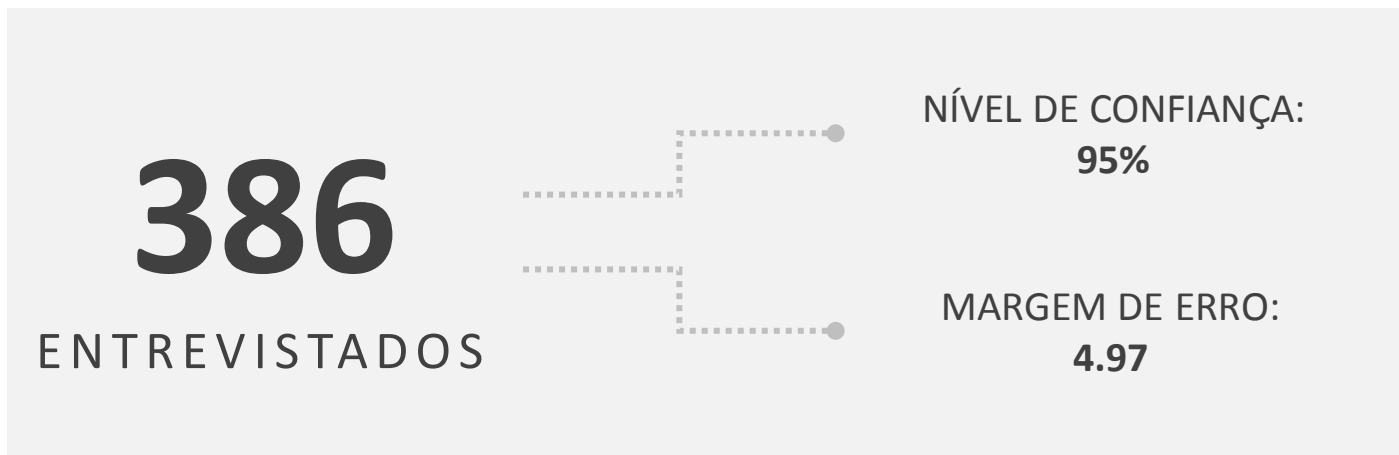 386
ENTREVISTADOS
NÍVEL DE CONFIANÇA:
95%
MARGEM DE ERRO:
4.97